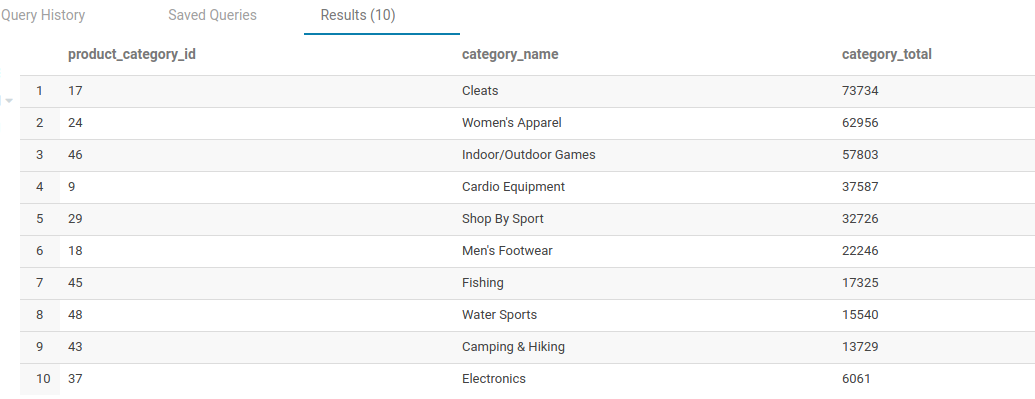 Query History Saved Queries Results (10)
product_category_id category_name category_total
1 17 Cleats 73734
2 24 Women's Apparel 62956
3 46 Indoor/Outdoor Games 57803
4 9 Cardio Equipment 37587
5 29 Shop By Sport 32726
6 18 Men's Footwear 22246
7 45 Fishing 17325
8 48 Water Sports 15540
9 43 Camping & Hiking 13729
10 37 Electronics 6061